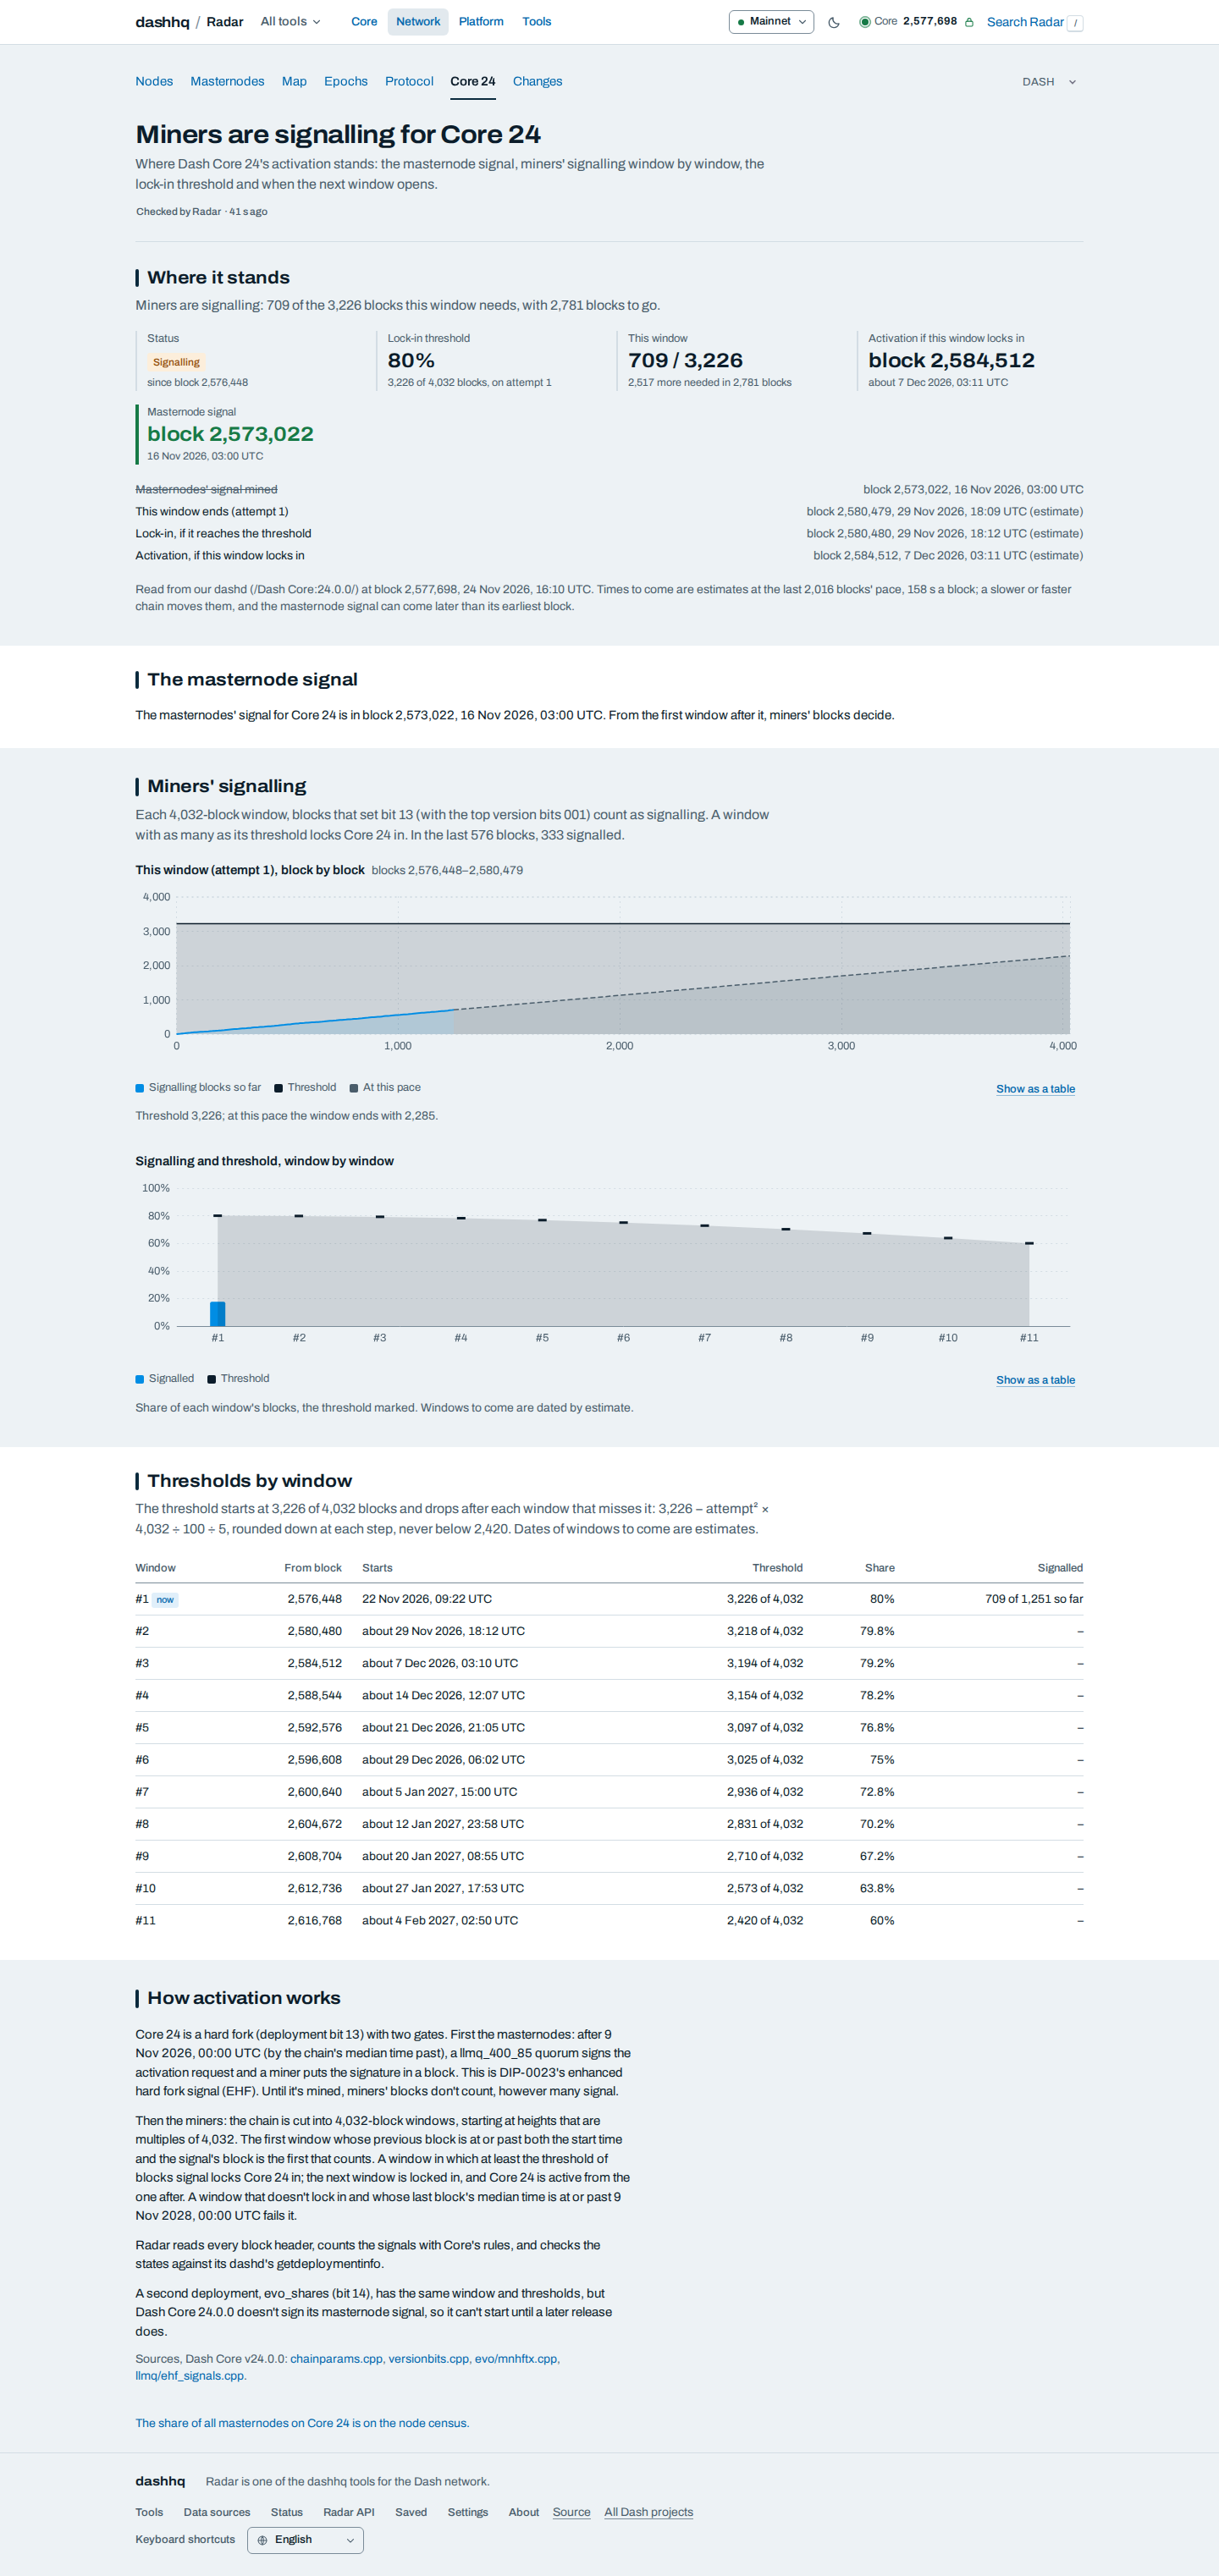 dashhq / Radar All tools Core Network Platform Tools Mainnet Core 2,577,698 Search Radar /
Nodes Masternodes Map Epochs Protocol Core 24 Changes DASH
Miners are signalling for Core 24
Where Dash Core 24's activation stands: the masternode signal, miners' signalling window by window, the
lock-in threshold and when the next window opens.
Checked by Radar · 41 s ago
Where it stands
Miners are signalling: 709 of the 3,226 blocks this window needs, with 2,781 blocks to go.
Status
Signalling
since block 2,576,448
Lock-in threshold
80%
3,226 of 4,032 blocks, on attempt 1
This window
709 / 3,226
2,517 more needed in 2,781 blocks
Activation if this window locks in
block 2,584,512
about 7 Dec 2026, 03:11 UTC
Masternode signal
block 2,573,022
16 Nov 2026, 03:00 UTC
Masternodes' signal mined block 2,573,022, 16 Nov 2026, 03:00 UTC
This window ends (attempt 1) block 2,580,479, 29 Nov 2026, 18:09 UTC (estimate)
Lock-in, if it reaches the threshold block 2,580,480, 29 Nov 2026, 18:12 UTC (estimate)
Activation, if this window locks in block 2,584,512, 7 Dec 2026, 03:11 UTC (estimate)
Read from our dashd (/Dash Core:24.0.0/) at block 2,577,698, 24 Nov 2026, 16:10 UTC. Times to come are estimates at the last 2,016 blocks' pace, 158 s a block; a slower or faster
chain moves them, and the masternode signal can come later than its earliest block.
The masternode signal
The masternodes' signal for Core 24 is in block 2,573,022, 16 Nov 2026, 03:00 UTC. From the first window after it, miners' blocks decide.
Miners' signalling
Each 4,032-block window, blocks that set bit 13 (with the top version bits 001) count as signalling. A window
with as many as its threshold locks Core 24 in. In the last 576 blocks, 333 signalled.
This window (attempt 1), block by block blocks 2,576,448–2,580,479
4,000
3,000
2,000
1,000
0
0 1,000 2,000 3,000 4,000
Signalling blocks so far Threshold At this pace Show as a table
Threshold 3,226; at this pace the window ends with 2,285.
Signalling and threshold, window by window
100%
80%
60%
40%
20%
0%
#1 #2 #3 #4 #5 #6 #7 #8 #9 #10 #11
Signalled Threshold Show as a table
Share of each window's blocks, the threshold marked. Windows to come are dated by estimate.
Thresholds by window
The threshold starts at 3,226 of 4,032 blocks and drops after each window that misses it: 3,226 − attempt² ×
4,032 ÷ 100 ÷ 5, rounded down at each step, never below 2,420. Dates of windows to come are estimates.
Window From block Starts Threshold Share Signalled
#1 now 2,576,448 22 Nov 2026, 09:22 UTC 3,226 of 4,032 80% 709 of 1,251 so far
#2 2,580,480 about 29 Nov 2026, 18:12 UTC 3,218 of 4,032 79.8% –
#3 2,584,512 about 7 Dec 2026, 03:10 UTC 3,194 of 4,032 79.2% –
#4 2,588,544 about 14 Dec 2026, 12:07 UTC 3,154 of 4,032 78.2% –
#5 2,592,576 about 21 Dec 2026, 21:05 UTC 3,097 of 4,032 76.8% –
#6 2,596,608 about 29 Dec 2026, 06:02 UTC 3,025 of 4,032 75% –
#7 2,600,640 about 5 Jan 2027, 15:00 UTC 2,936 of 4,032 72.8% –
#8 2,604,672 about 12 Jan 2027, 23:58 UTC 2,831 of 4,032 70.2% –
#9 2,608,704 about 20 Jan 2027, 08:55 UTC 2,710 of 4,032 67.2% –
#10 2,612,736 about 27 Jan 2027, 17:53 UTC 2,573 of 4,032 63.8% –
#11 2,616,768 about 4 Feb 2027, 02:50 UTC 2,420 of 4,032 60% –
How activation works
Core 24 is a hard fork (deployment bit 13) with two gates. First the masternodes: after 9
Nov 2026, 00:00 UTC (by the chain's median time past), a llmq_400_85 quorum signs the
activation request and a miner puts the signature in a block. This is DIP-0023's enhanced
hard fork signal (EHF). Until it's mined, miners' blocks don't count, however many signal.
Then the miners: the chain is cut into 4,032-block windows, starting at heights that are
multiples of 4,032. The first window whose previous block is at or past both the start time
and the signal's block is the first that counts. A window in which at least the threshold of
blocks signal locks Core 24 in; the next window is locked in, and Core 24 is active from the
one after. A window that doesn't lock in and whose last block's median time is at or past 9
Nov 2028, 00:00 UTC fails it.
Radar reads every block header, counts the signals with Core's rules, and checks the
states against its dashd's getdeploymentinfo.
A second deployment, evo_shares (bit 14), has the same window and thresholds, but
Dash Core 24.0.0 doesn't sign its masternode signal, so it can't start until a later release
does.
Sources, Dash Core v24.0.0: chainparams.cpp, versionbits.cpp, evo/mnhftx.cpp,
llmq/ehf_signals.cpp.
The share of all masternodes on Core 24 is on the node census.
dashhq Radar is one of the dashhq tools for the Dash network.
Tools Data sources Status Radar API Saved Settings About Source All Dash projects
Keyboard shortcuts English